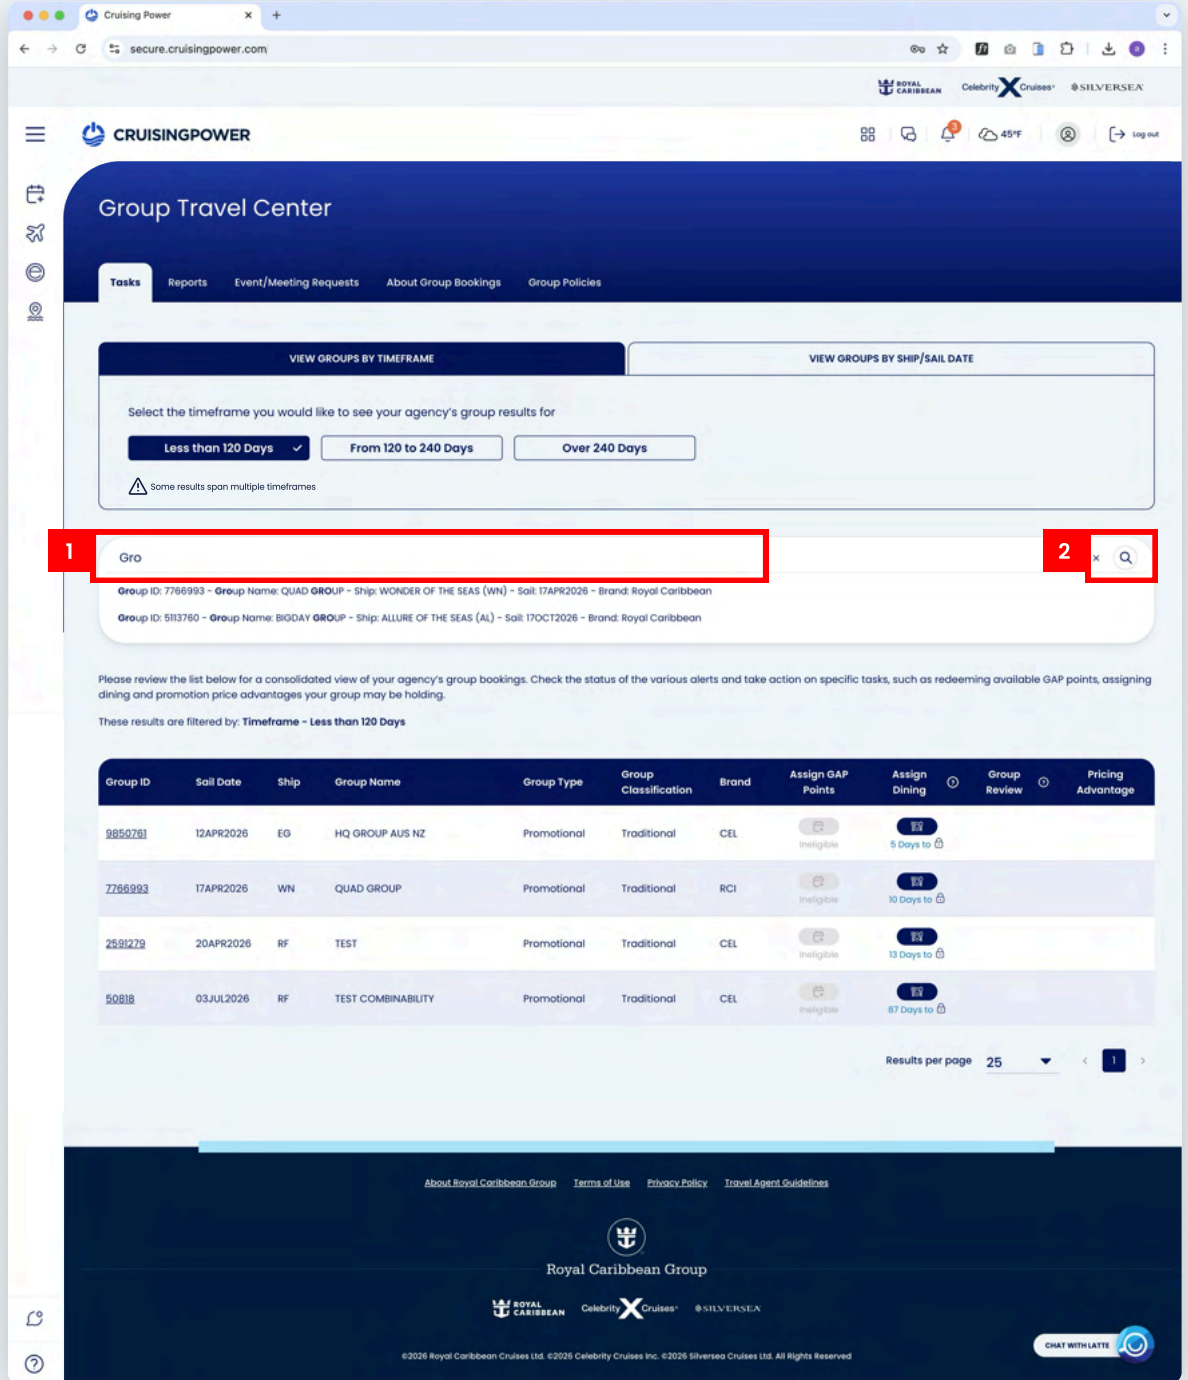 Cruising Power
secure.cruisingpower.com
ROYAL CARIBBEAN Celebrity X Cruises® SILVERSEA
CRUISINGPOWER 3 45°F Log out
Group Travel Center
Tasks Reports Event/Meeting Requests About Group Bookings Group Policies
VIEW GROUPS BY TIMEFRAME VIEW GROUPS BY SHIP/SAIL DATE
Select the timeframe you would like to see your agency's group results for
Less than 120 Days From 120 to 240 Days Over 240 Days
Some results span multiple timeframes
1 Gro 2
Group ID: 7766993 - Group Name: QUAD GROUP - Ship: WONDER OF THE SEAS (WN) - Sail: 17APR2026 - Brand: Royal Caribbean
Group ID: 5113760 - Group Name: BIGDAY GROUP - Ship: ALLURE OF THE SEAS (AL) - Sail: 17OCT2026 - Brand: Royal Caribbean
Please review the list below for a consolidated view of your agency's group bookings. Check the status of the various alerts and take action on specific tasks, such as redeeming available GAP points, assigning
dining and promotion price advantages your group may be holding.
These results are filtered by: Timeframe - Less than 120 Days
Group ID Sail Date Ship Group Name Group Type Group Classification Brand Assign GAP Points Assign Dining Group Review Pricing Advantage
9850761 12APR2026 EG HQ GROUP AUS NZ Promotional Traditional CEL Ineligible 5 Days to
7766993 17APR2026 WN QUAD GROUP Promotional Traditional RCI Ineligible 10 Days to
2591279 20APR2026 RF TEST Promotional Traditional CEL Ineligible 13 Days to
50818 03JUL2026 RF TEST COMBINABILITY Promotional Traditional CEL Ineligible 87 Days to
Results per page 25 1
About Royal Caribbean Group Terms of Use Privacy Policy Travel Agent Guidelines
Royal Caribbean Group
ROYAL CARIBBEAN Celebrity X Cruises® SILVERSEA
CHAT WITH LATTE
©2026 Royal Caribbean Cruises Ltd. ©2026 Celebrity Cruises Inc. ©2026 Silversea Cruises Ltd. All Rights Reserved